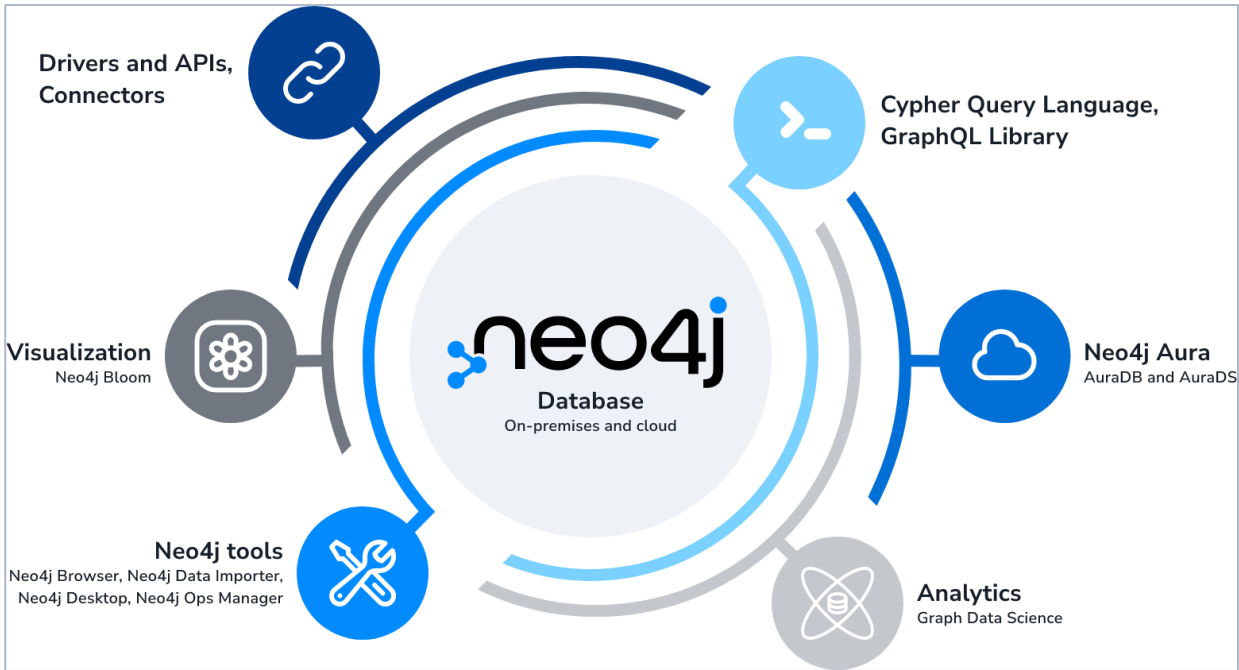 Drivers and APIs,
Connectors
Cypher Query Language,
GraphQL Library
Visualization
Neo4j Bloom
neo4j
Database
On-premises and cloud
Neo4j Aura
AuraDB and AuraDS
Neo4j tools
Neo4j Browser, Neo4j Data Importer,
Neo4j Desktop, Neo4j Ops Manager
Analytics
Graph Data Science